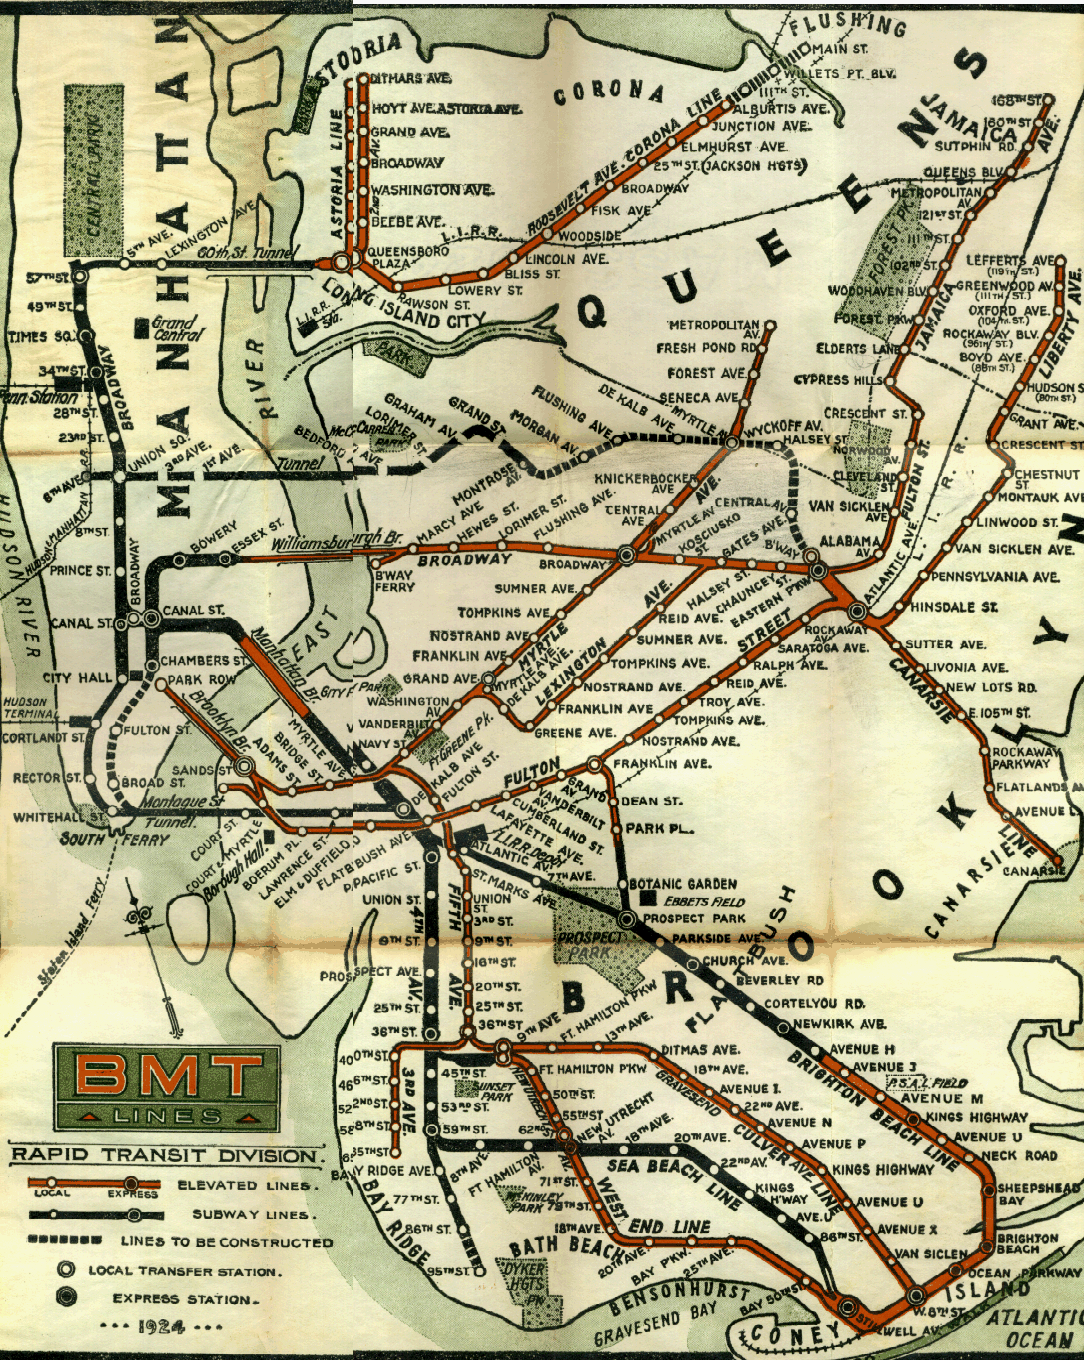 MANHATTAN
CENTRAL PARK
ASTORIA
DITMARS AVE.
HOYT AVE. ASTORIA AVE.
GRAND AVE.
BROADWAY
WASHINGTON AVE.
BEEBE AVE.
QUEENSBORO
PLAZA
ASTORIA LINE
2ND AV.
CORONA
FLUSHING
MAIN ST.
WILLETS PT. BLV.
111TH ST.
ALBURTIS AVE.
JUNCTION AVE.
ELMHURST AVE.
25TH ST. (JACKSON HGTS)
BROADWAY
FISK AVE
WOODSIDE
LINCOLN AVE.
BLISS ST.
LOWERY ST.
RAWSON ST.
ROOSEVELT AVE. CORONA LINE
L.I.R.R.
LONG ISLAND CITY
L.I.R.R.
Sta.
QUEENS
JAMAICA
168TH ST.
160TH ST.
SUTPHIN RD.
QUEENS BLV.
METROPOLITAN
AV.
121ST ST.
111TH ST.
102ND ST.
WOODHAVEN BLV.
FOREST PKW
ELDERTS LANE
CYPRESS HILLS
CRESCENT ST.
NORWOOD
AV.
CLEVELAND
ST.
VAN SICKLEN
AVE
ALABAMA
AV.
FOREST PK.
JAMAICA AVE.
FULTON ST.
LEFFERTS AVE.
(119TH ST.)
GREENWOOD AV.
(111TH ST.)
OXFORD AVE.
(104TH ST.)
ROCKAWAY BLV.
(96TH ST.)
BOYD AVE.
(88TH ST.)
HUDSON S
(80TH ST.)
GRANT AVE.
CRESCENT ST.
CHESTNUT
ST
MONTAUK AVE
LINWOOD ST.
VAN SICKLEN AVE.
PENNSYLVANIA AVE.
HINSDALE ST.
LIBERTY AVE.
ATLANTIC AVE.
L. I. R. R.
5TH AVE.
LEXINGTON AVE
60th St. Tunnel
57TH ST.
49TH ST.
TIMES SQ.
34TH ST.
Penn. Station
28TH ST.
23RD ST.
UNION SQ.
3RD AVE.
1ST AVE.
6TH AVE
8TH ST.
PRINCE ST.
CANAL ST.
CANAL ST.
CITY HALL
BROADWAY
BROADWAY
Grand
Central
HUDSON & MANHATTAN R.R.
HUDSON RIVER
EAST
RIVER
BOWERY
ESSEX ST.
Williamsburgh Br.
Tunnel
PARK
BEDFORD AVE
McCARREN
PARK
LORIMER ST.
GRAHAM AV.
GRAND ST.
MONTROSE
AV.
MORGAN AV.
FLUSHING AVE.
DE KALB AVE.
MYRTLE AV.
WYCKOFF AV.
HALSEY ST
CENTRAL AV.
GATES AVE.
B'WAY
METROPOLITAN
AV.
FRESH POND RD.
FOREST AVE.
SENECA AVE.
KNICKERBOCKER
AVE
CENTRAL
AVE.
BROADWAY
MYRTLE AV.
KOSCIUSKO
ST.
HALSEY ST.
CHAUNCEY ST.
EASTERN PKW
B'WAY
FERRY
BROADWAY
MARCY AVE
HEWES ST.
LORIMER ST.
FLUSHING AVE.
SUMNER AVE.
TOMPKINS AVE.
NOSTRAND AVE.
FRANKLIN AVE.
GRAND AVE.
WASHINGTON
AV.
VANDERBILT
AV.
NAVY ST.
MYRTLE AVE.
LEXINGTON AVE.
MYRTLE AVE.
DE KALB AVE.
REID AVE.
SUMNER AVE.
TOMPKINS AVE.
NOSTRAND AVE.
FRANKLIN AVE.
GREENE AVE.
FT. GREENE PK.
CHAMBERS ST.
PARK ROW
Manhattan Br.
Brooklyn Br.
CITY PARK
MYRTLE AVE.
BRIDGE ST.
ADAMS ST.
SANDS ST
HUDSON
TERMINAL
CORTLANDT ST.
FULTON ST.
RECTOR ST.
BROAD ST.
WHITEHALL ST.
Montague St
Tunnel
SOUTH FERRY
COURT ST.
COURT & MYRTLE
Borough Hall
BOERUM PL.
LAWRENCE ST.
ELM & DUFFIELD
FLATBUSH AVE
DE KALB AVE
FULTON ST.
FULTON STREET
GRAND
AV.
VANDERBILT
AV.
CUMBERLAND ST.
LAFAYETTE AVE.
L.I.R.R. Depot
ATLANTIC AV.
FRANKLIN AVE.
NOSTRAND AVE.
TOMPKINS AVE.
TROY AVE.
REID AVE.
RALPH AVE.
SARATOGA AVE.
ROCKAWAY
AV.
DEAN ST.
PARK PL.
BOTANIC GARDEN
EBBETS FIELD
PROSPECT PARK
PROSPECT
PARK
7TH AVE.
SUTTER AVE.
LIVONIA AVE.
NEW LOTS RD.
E.105TH ST.
ROCKAWAY
PARKWAY
FLATLANDS AV
AVENUE L
CANARSIE
CANARSIE
LINE
CANARSIE
BROOKLYN
FLATBUSH
PARKSIDE AVE.
CHURCH AVE.
BEVERLEY RD
CORTELYOU RD.
NEWKIRK AVE.
AVENUE H
AVENUE J
P.S.A.L. FIELD
AVENUE M
KINGS HIGHWAY
AVENUE U
NECK ROAD
SHEEPSHEAD
BAY
BRIGHTON
BEACH
OCEAN PARKWAY
W.8TH ST.
STILLWELL AV.
BRIGHTON BEACH LINE
PACIFIC ST.
UNION ST.
9TH ST.
PROSPECT AVE.
25TH ST.
36TH ST.
4TH AV.
ST. MARKS AVE.
UNION
ST.
3RD ST.
9TH ST.
16TH ST.
20TH ST.
25TH ST.
36TH ST
FIFTH AVE.
3RD AVE.
40TH ST.
46TH ST.
52ND ST.
58TH ST.
65TH ST.
BAY RIDGE AVE.
77TH ST.
86TH ST.
95TH ST.
BAY RIDGE
45TH ST.
53RD ST.
59TH ST.
SUNSET
PARK
9TH AVE
FT. HAMILTON PKW
13TH AVE.
DITMAS AVE.
18TH AVE.
AVENUE I.
22ND AVE.
AVENUE N
AVENUE P
KINGS HIGHWAY
AVENUE U
AVENUE X
VAN SICLEN
GRAVESEND
CULVER AVE LINE
FT. HAMILTON P'KW
50TH ST.
55TH ST.
62ND ST.
NEW UTRECHT
AV.
NEW UTRECHT AV.
71ST ST.
79TH ST.
18TH AVE.
20TH AVE.
BAY PKW.
25TH AVE.
BAY 50TH ST.
WEST END LINE
8TH AVE.
FT HAMILTON
AV.
18TH AVE.
20TH AVE.
22ND AV.
KINGS
H'WAY
AV. U
86TH ST.
SEA BEACH LINE
McKINLEY
PARK
DYKER
HGTS
PK.
BATH BEACH
BENSONHURST
GRAVESEND BAY
CONEY ISLAND
ATLANTIC
OCEAN
Staten Island Ferry
BMT
LINES
RAPID TRANSIT DIVISION.
LOCAL EXPRESS ELEVATED LINES.
SUBWAY LINES.
LINES TO BE CONSTRUCTED
LOCAL TRANSFER STATION.
EXPRESS STATION.
1924